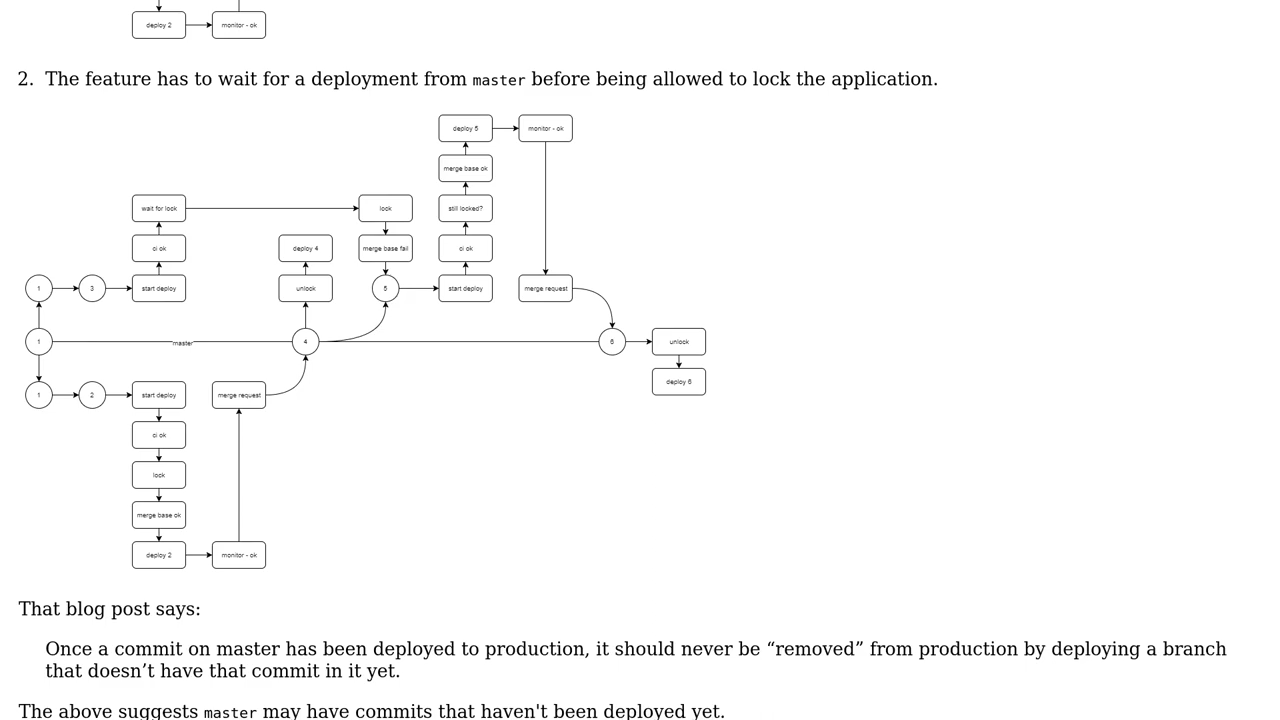 deploy 2
monitor - ok
2. The feature has to wait for a deployment from master before being allowed to lock the application.
deploy 5
monitor - ok
merge base ok
wait for lock
lock
still locked?
ci ok
deploy 4
merge base fail
ci ok
1
3
start deploy
unlock
5
start deploy
merge request
1
master
4
6
unlock
deploy 6
1
2
start deploy
merge request
ci ok
lock
merge base ok
deploy 2
monitor - ok
That blog post says:
Once a commit on master has been deployed to production, it should never be “removed” from production by deploying a branch
that doesn’t have that commit in it yet.
The above suggests master may have commits that haven't been deployed yet.